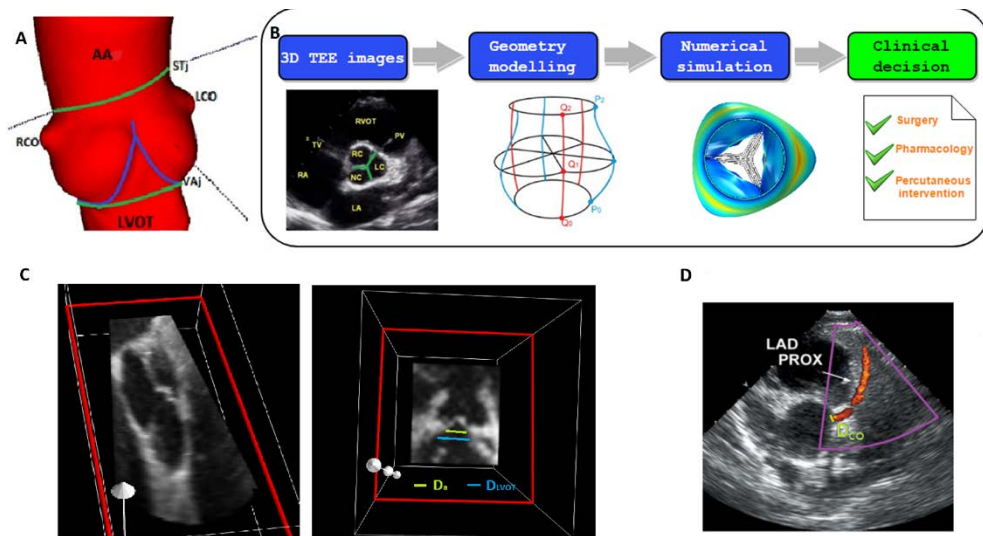 A
AA
STj
LCO
RCO
VAj
LVOT
B
3D TEE images
Geometry
modelling
Numerical
simulation
Clinical
decision
RVOT
TV
PV
RC
LC
RA
NC
LA
Q2
P2
Q1
P0
Q0
Surgery
Pharmacology
Percutaneous
intervention
C
Da
DLVOT
D
LAD
PROX
DCO